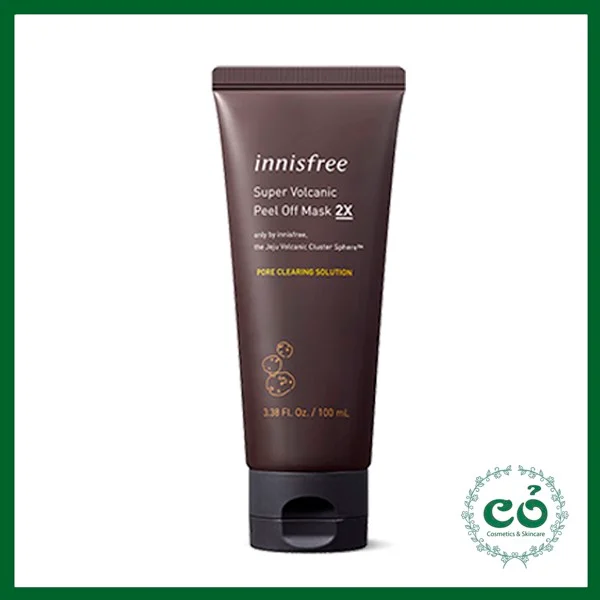 innisfree
Super Volcanic
Peel Off Mask 2X
only by innisfree,
the Jeju Volcanic Cluster Sphere™
PORE CLEARING SOLUTION
3.38 Fl. Oz. / 100 mL
CỎ
Cosmetics & Skincare